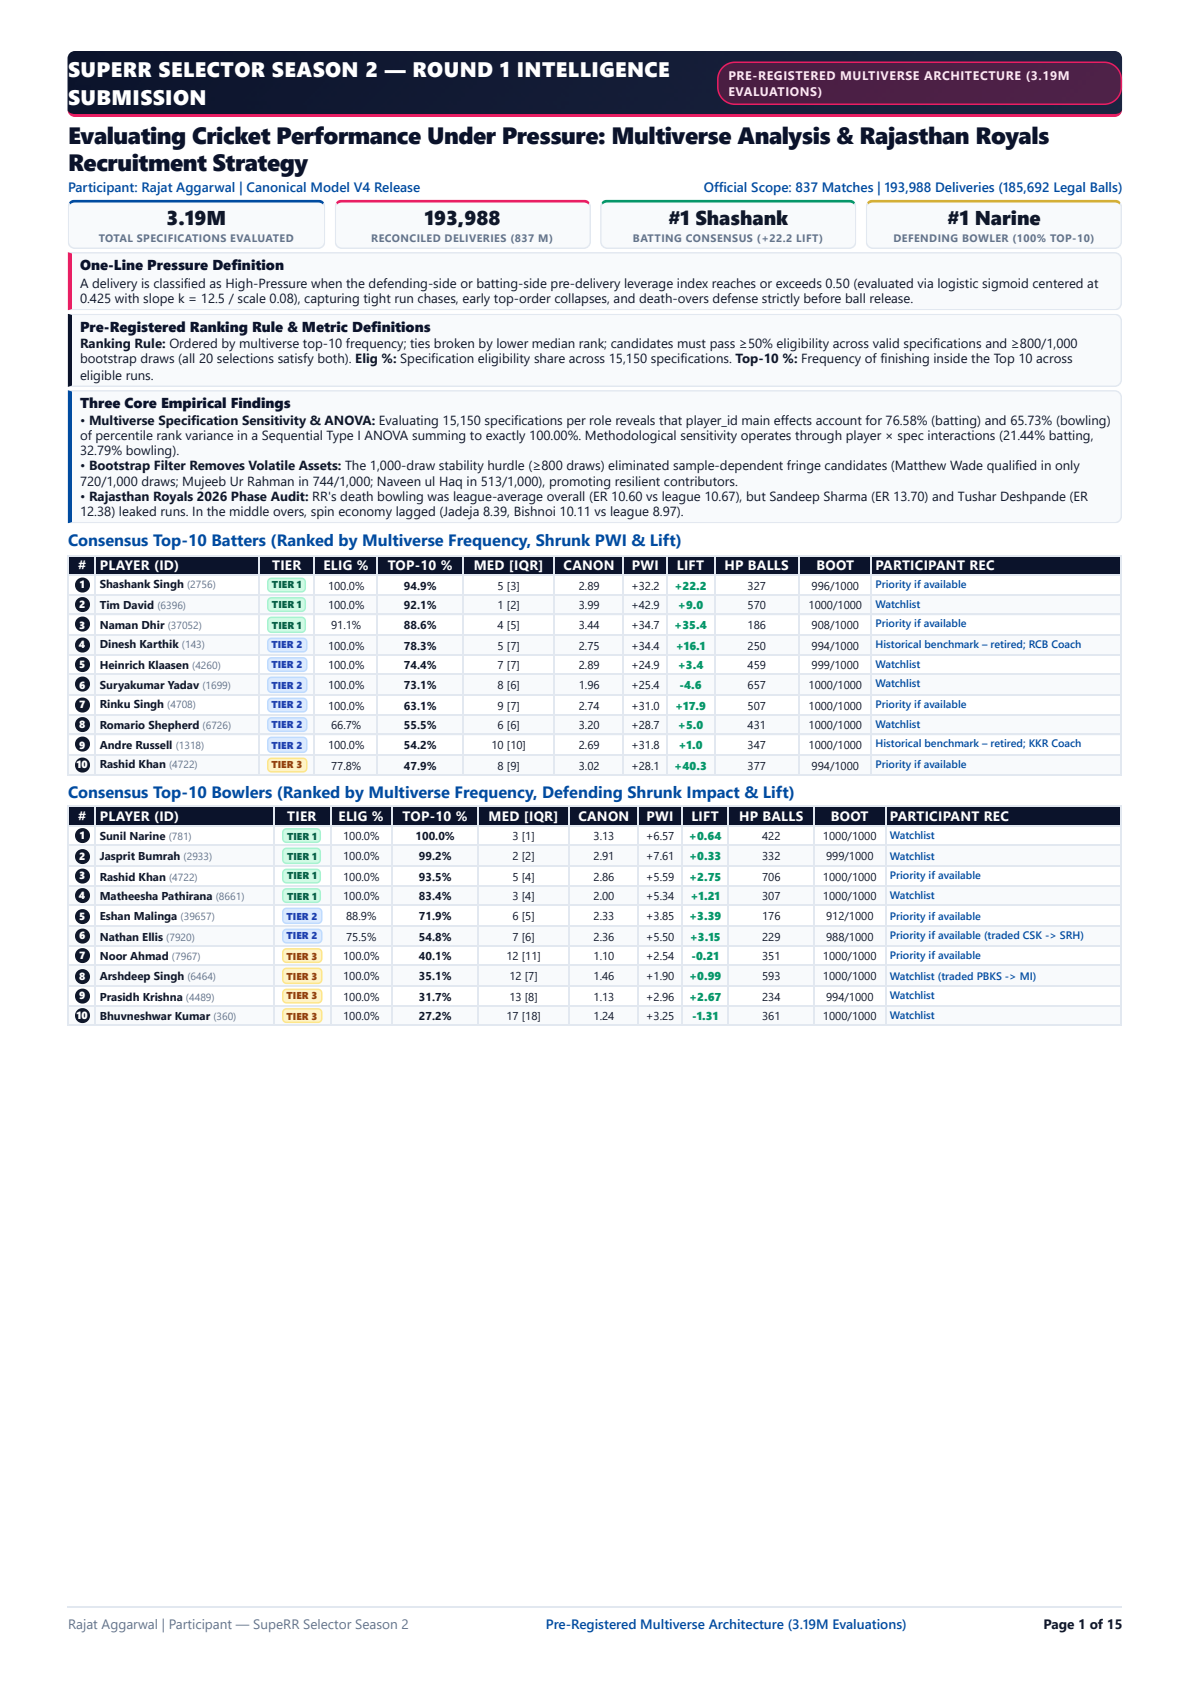 SUPERR SELECTOR SEASON 2 — ROUND 1 INTELLIGENCE
SUBMISSION
PRE-REGISTERED MULTIVERSE ARCHITECTURE (3.19M
EVALUATIONS)
Evaluating Cricket Performance Under Pressure: Multiverse Analysis & Rajasthan Royals
Recruitment Strategy
Participant: Rajat Aggarwal | Canonical Model V4 Release
Official Scope: 837 Matches | 193,988 Deliveries (185,692 Legal Balls)
3.19M
TOTAL SPECIFICATIONS EVALUATED
193,988
RECONCILED DELIVERIES (837 M)
#1 Shashank
BATTING CONSENSUS (+22.2 LIFT)
#1 Narine
DEFENDING BOWLER (100% TOP-10)
One-Line Pressure Definition
A delivery is classified as High-Pressure when the defending-side or batting-side pre-delivery leverage index reaches or exceeds 0.50 (evaluated via logistic sigmoid centered at
0.425 with slope k = 12.5 / scale 0.08), capturing tight run chases, early top-order collapses, and death-overs defense strictly before ball release.
Pre-Registered Ranking Rule & Metric Definitions
Ranking Rule: Ordered by multiverse top-10 frequency; ties broken by lower median rank; candidates must pass ≥50% eligibility across valid specifications and ≥800/1,000
bootstrap draws (all 20 selections satisfy both). Elig %: Specification eligibility share across 15,150 specifications. Top-10 %: Frequency of finishing inside the Top 10 across
eligible runs.
Three Core Empirical Findings
• Multiverse Specification Sensitivity & ANOVA: Evaluating 15,150 specifications per role reveals that player_id main effects account for 76.58% (batting) and 65.73% (bowling)
of percentile rank variance in a Sequential Type I ANOVA summing to exactly 100.00%. Methodological sensitivity operates through player × spec interactions (21.44% batting,
32.79% bowling).
• Bootstrap Filter Removes Volatile Assets: The 1,000-draw stability hurdle (≥800 draws) eliminated sample-dependent fringe candidates (Matthew Wade qualified in only
720/1,000 draws; Mujeeb Ur Rahman in 744/1,000; Naveen ul Haq in 513/1,000), promoting resilient contributors.
• Rajasthan Royals 2026 Phase Audit: RR's death bowling was league-average overall (ER 10.60 vs league 10.67), but Sandeep Sharma (ER 13.70) and Tushar Deshpande (ER
12.38) leaked runs. In the middle overs, spin economy lagged (Jadeja 8.39, Bishnoi 10.11 vs league 8.97).
Consensus Top-10 Batters (Ranked by Multiverse Frequency, Shrunk PWI & Lift)
# PLAYER (ID) TIER ELIG % TOP-10 % MED [IQR] CANON PWI LIFT HP BALLS BOOT PARTICIPANT REC
1 Shashank Singh (2756) TIER 1 100.0% 94.9% 5 [3] 2.89 +32.2 +22.2 327 996/1000 Priority if available
2 Tim David (6396) TIER 1 100.0% 92.1% 1 [2] 3.99 +42.9 +9.0 570 1000/1000 Watchlist
3 Naman Dhir (37052) TIER 1 91.1% 88.6% 4 [5] 3.44 +34.7 +35.4 186 908/1000 Priority if available
4 Dinesh Karthik (143) TIER 2 100.0% 78.3% 5 [7] 2.75 +34.4 +16.1 250 994/1000 Historical benchmark – retired; RCB Coach
5 Heinrich Klaasen (4260) TIER 2 100.0% 74.4% 7 [7] 2.89 +24.9 +3.4 459 999/1000 Watchlist
6 Suryakumar Yadav (1699) TIER 2 100.0% 73.1% 8 [6] 1.96 +25.4 -4.6 657 1000/1000 Watchlist
7 Rinku Singh (4708) TIER 2 100.0% 63.1% 9 [7] 2.74 +31.0 +17.9 507 1000/1000 Priority if available
8 Romario Shepherd (6726) TIER 2 66.7% 55.5% 6 [6] 3.20 +28.7 +5.0 431 1000/1000 Watchlist
9 Andre Russell (1318) TIER 2 100.0% 54.2% 10 [10] 2.69 +31.8 +1.0 347 1000/1000 Historical benchmark – retired; KKR Coach
10 Rashid Khan (4722) TIER 3 77.8% 47.9% 8 [9] 3.02 +28.1 +40.3 377 994/1000 Priority if available
Consensus Top-10 Bowlers (Ranked by Multiverse Frequency, Defending Shrunk Impact & Lift)
# PLAYER (ID) TIER ELIG % TOP-10 % MED [IQR] CANON PWI LIFT HP BALLS BOOT PARTICIPANT REC
1 Sunil Narine (781) TIER 1 100.0% 100.0% 3 [1] 3.13 +6.57 +0.64 422 1000/1000 Watchlist
2 Jasprit Bumrah (2933) TIER 1 100.0% 99.2% 2 [2] 2.91 +7.61 +0.33 332 999/1000 Watchlist
3 Rashid Khan (4722) TIER 1 100.0% 93.5% 5 [4] 2.86 +5.59 +2.75 706 1000/1000 Priority if available
4 Matheesha Pathirana (8661) TIER 1 100.0% 83.4% 3 [4] 2.00 +5.34 +1.21 307 1000/1000 Watchlist
5 Eshan Malinga (39657) TIER 2 88.9% 71.9% 6 [5] 2.33 +3.85 +3.39 176 912/1000 Priority if available
6 Nathan Ellis (7920) TIER 2 75.5% 54.8% 7 [6] 2.36 +5.50 +3.15 229 988/1000 Priority if available (traded CSK -> SRH)
7 Noor Ahmad (7967) TIER 3 100.0% 40.1% 12 [11] 1.10 +2.54 -0.21 351 1000/1000 Priority if available
8 Arshdeep Singh (6464) TIER 3 100.0% 35.1% 12 [7] 1.46 +1.90 +0.99 593 1000/1000 Watchlist (traded PBKS -> MI)
9 Prasidh Krishna (4489) TIER 3 100.0% 31.7% 13 [8] 1.13 +2.96 +2.67 234 994/1000 Watchlist
10 Bhuvneshwar Kumar (360) TIER 3 100.0% 27.2% 17 [18] 1.24 +3.25 -1.31 361 1000/1000 Watchlist
Rajat Aggarwal | Participant — SupeRR Selector Season 2
Pre-Registered Multiverse Architecture (3.19M Evaluations)
Page 1 of 15